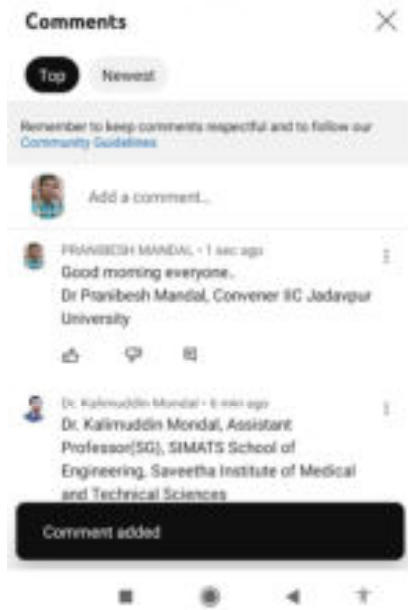 Comments
Top Newest
Remember to keep comments respectful and to follow our
Community Guidelines
Add a comment...
PRANIBESH MANDAL • 1 sec ago
Good morning everyone.
Dr Pranibesh Mandal, Convener IIC Jadavpur
University
Dr. Kalimuddin Mondal • 6 min ago
Dr. Kalimuddin Mondal, Assistant
Professor(SG), SIMATS School of
Engineering, Saveetha Institute of Medical
and Technical Sciences
Comment added